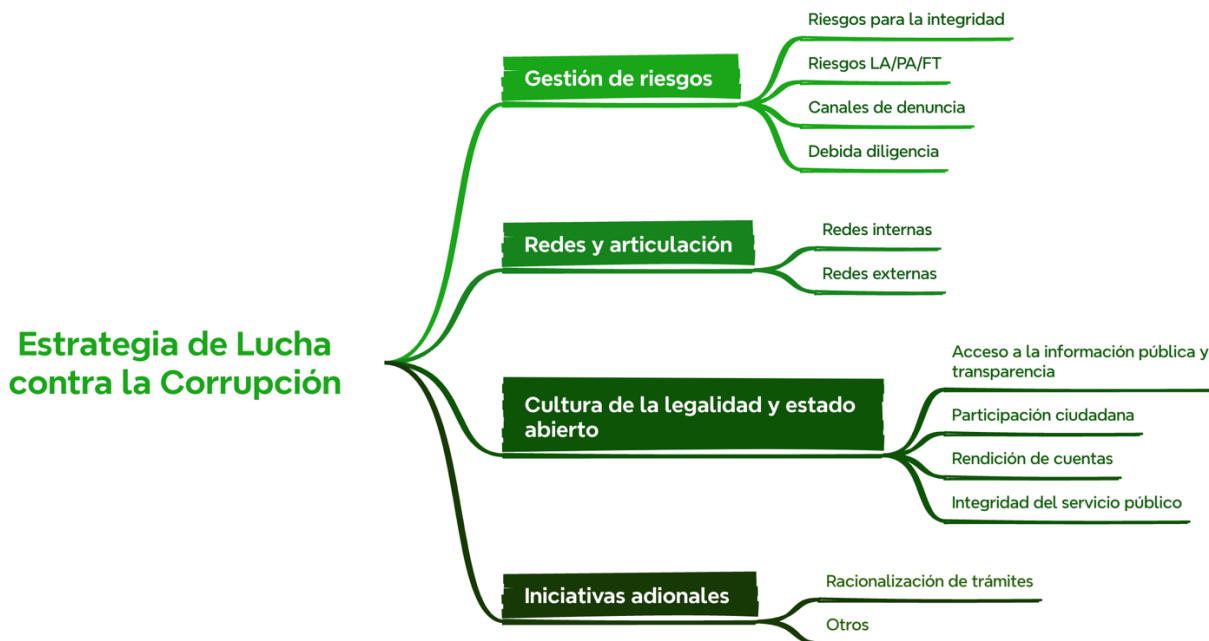 Estrategia de Lucha
contra la Corrupción
Gestión de riesgos
Riesgos para la integridad
Riesgos LA/PA/FT
Canales de denuncia
Debida diligencia
Redes y articulación
Redes internas
Redes externas
Cultura de la legalidad y estado
abierto
Acceso a la información pública y
transparencia
Participación ciudadana
Rendición de cuentas
Integridad del servicio público
Iniciativas adionales
Racionalización de trámites
Otros